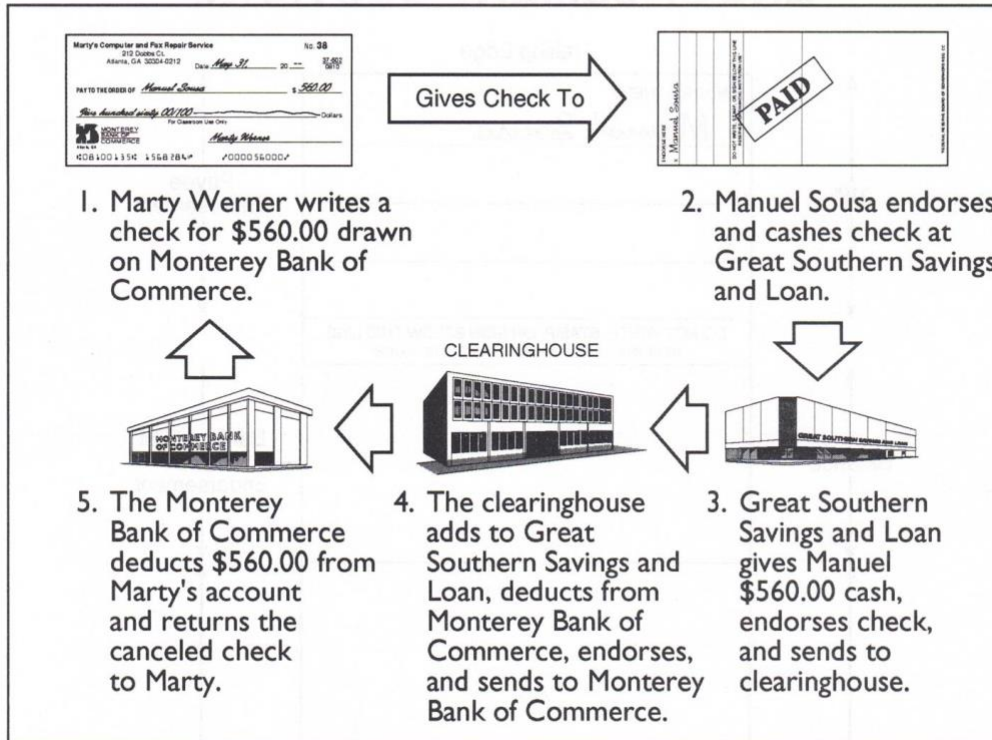 Marty's Computer and Fax Repair Service
No. 38
212 Dobbs Ct.
Atlanta, GA 30304-0212
Date May 31, 20 --
PAY TO THE ORDER OF Manuel Sousa $ 560.00
Five hundred sixty 00/100 Dollars
For Classroom Use Only
MONTEREY
BANK OF
COMMERCE
Marty Werner
Gives Check To
ENDORSE HERE
x Manuel Sousa
PAID
1. Marty Werner writes a
check for $560.00 drawn
on Monterey Bank of
Commerce.
2. Manuel Sousa endorses
and cashes check at
Great Southern Savings
and Loan.
CLEARINGHOUSE
MONTEREY BANK
OF COMMERCE
GREAT SOUTHERN SAVINGS AND LOAN
5. The Monterey
Bank of Commerce
deducts $560.00 from
Marty's account
and returns the
canceled check
to Marty.
4. The clearinghouse
adds to Great
Southern Savings and
Loan, deducts from
Monterey Bank of
Commerce, endorses,
and sends to Monterey
Bank of Commerce.
3. Great Southern
Savings and Loan
gives Manuel
$560.00 cash,
endorses check,
and sends to
clearinghouse.